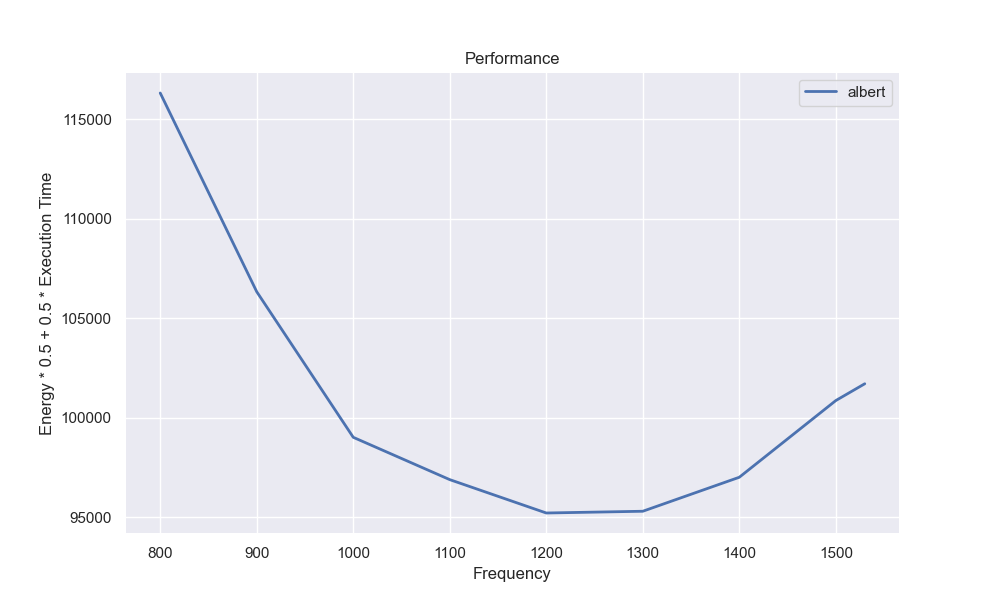 Performance
albert
Energy * 0.5 + 0.5 * Execution Time
115000
110000
105000
100000
95000
800 900 1000 1100 1200 1300 1400 1500
Frequency